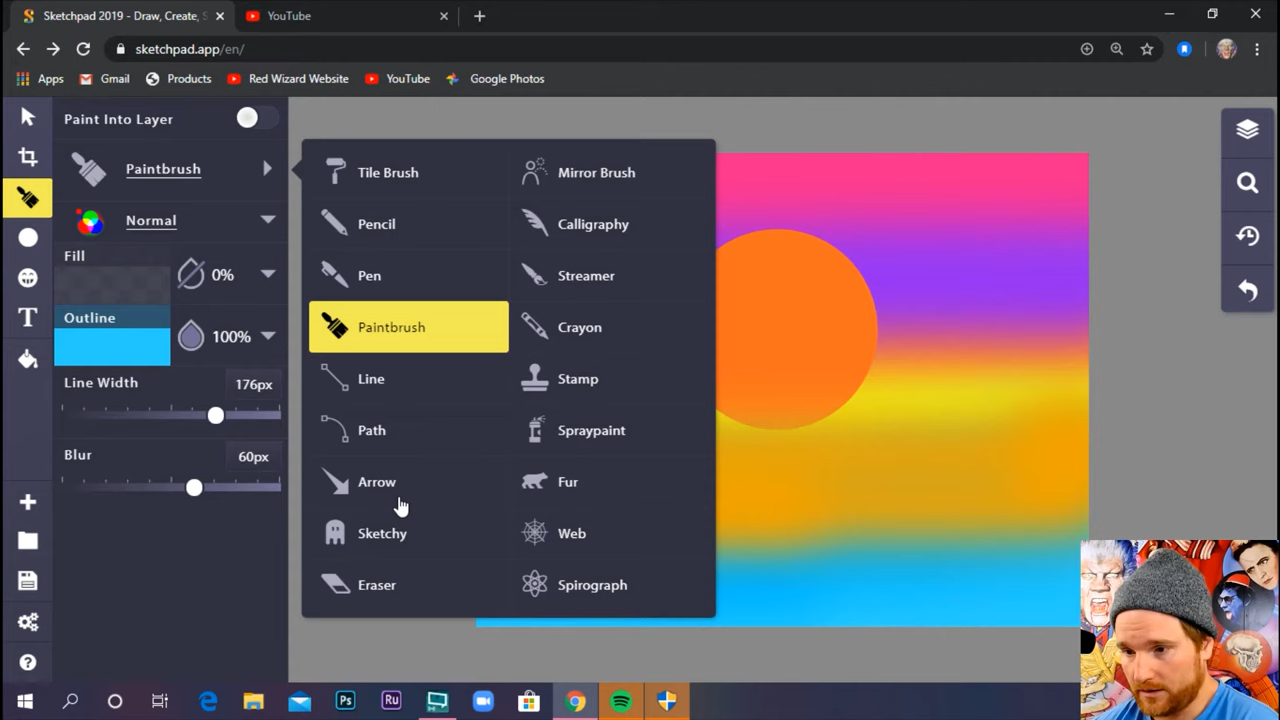 Sketchpad 2019 - Draw, Create, S
YouTube
sketchpad.app/en/
Apps
Gmail
Products
Red Wizard Website
YouTube
Google Photos
Paint Into Layer
Paintbrush
Normal
Fill
0%
Outline
100%
Line Width
176px
Blur
60px
Tile Brush
Mirror Brush
Pencil
Calligraphy
Pen
Streamer
Paintbrush
Crayon
Line
Stamp
Path
Spraypaint
Arrow
Fur
Sketchy
Web
Eraser
Spirograph
T
?
Ps
Ru